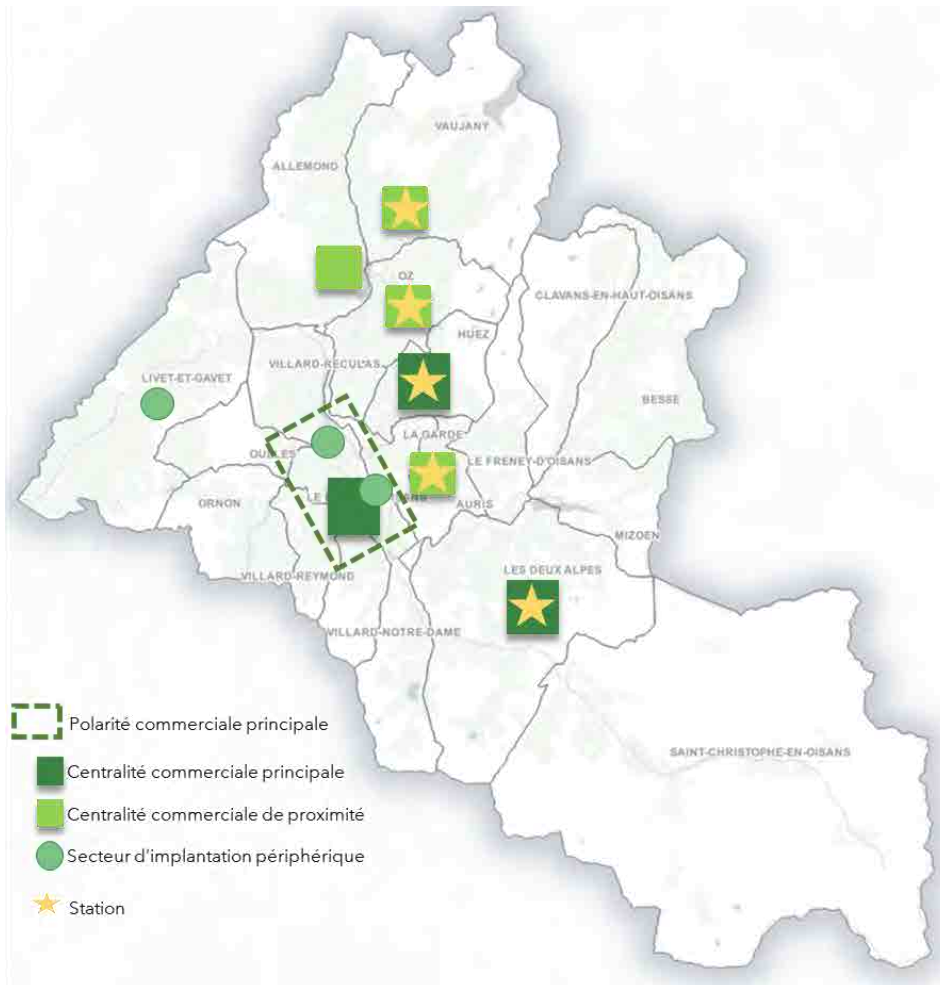 VAUJANY
ALLEMOND
OZ
CLAVANS-EN-HAUT-OISANS
HUEZ
VILLARD-RECULAS
LIVET-ET-GAVET
BESSE
LA GARDE
OULLES
LE FRENEY-D'OISANS
LE
ORNON
AURIS
MIZOEN
LES DEUX ALPES
VILLARD-REYMOND
VILLARD-NOTRE-DAME
SAINT-CHRISTOPHE-EN-OISANS
Polarité commerciale principale
Centralité commerciale principale
Centralité commerciale de proximité
Secteur d'implantation périphérique
Station